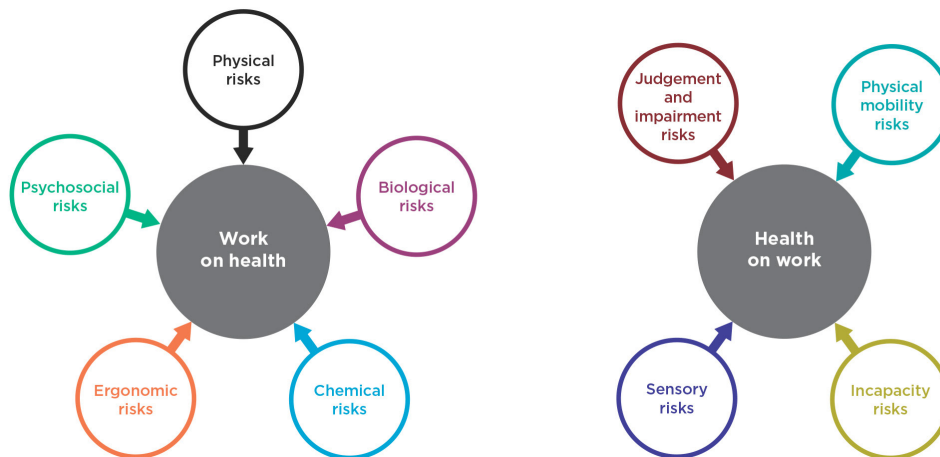 Physical
risks
Psychosocial
risks
Biological
risks
Work
on health
Ergonomic
risks
Chemical
risks
Judgement
and
impairment
risks
Physical
mobility
risks
Health
on work
Sensory
risks
Incapacity
risks